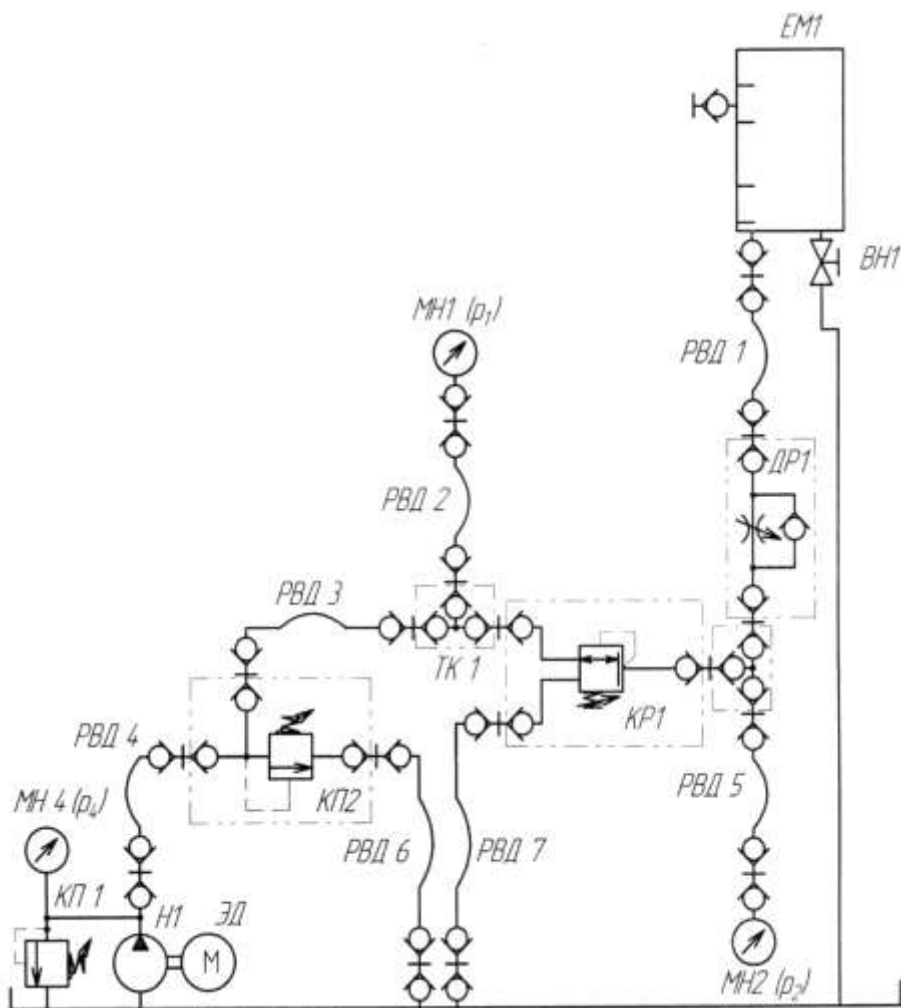 ЕМ1
ВН1
МН1 (p₁)
РВД 1
ДР1
РВД 2
РВД 3
ТК 1
КР1
РВД 4
КП2
РВД 5
МН 4 (p₄)
РВД 6
РВД 7
КП 1
Н1
ЭД
М
МН2 (p₂)